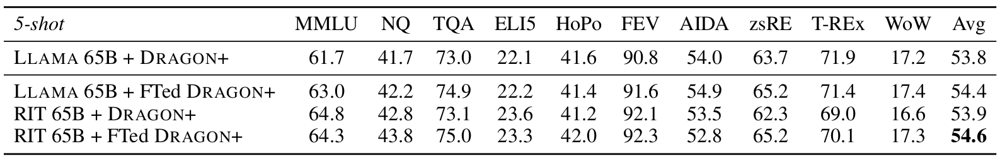 5-shot MMLU NQ TQA ELI5 HoPo FEV AIDA zsRE T-REx WoW Avg
LLAMA 65B + DRAGON+ 61.7 41.7 73.0 22.1 41.6 90.8 54.0 63.7 71.9 17.2 53.8
LLAMA 65B + FTed DRAGON+ 63.0 42.2 74.9 22.2 41.4 91.6 54.9 65.2 71.4 17.4 54.4
RIT 65B + DRAGON+ 64.8 42.8 73.1 23.6 41.2 92.1 53.5 62.3 69.0 16.6 53.9
RIT 65B + FTed DRAGON+ 64.3 43.8 75.0 23.3 42.0 92.3 52.8 65.2 70.1 17.3 54.6